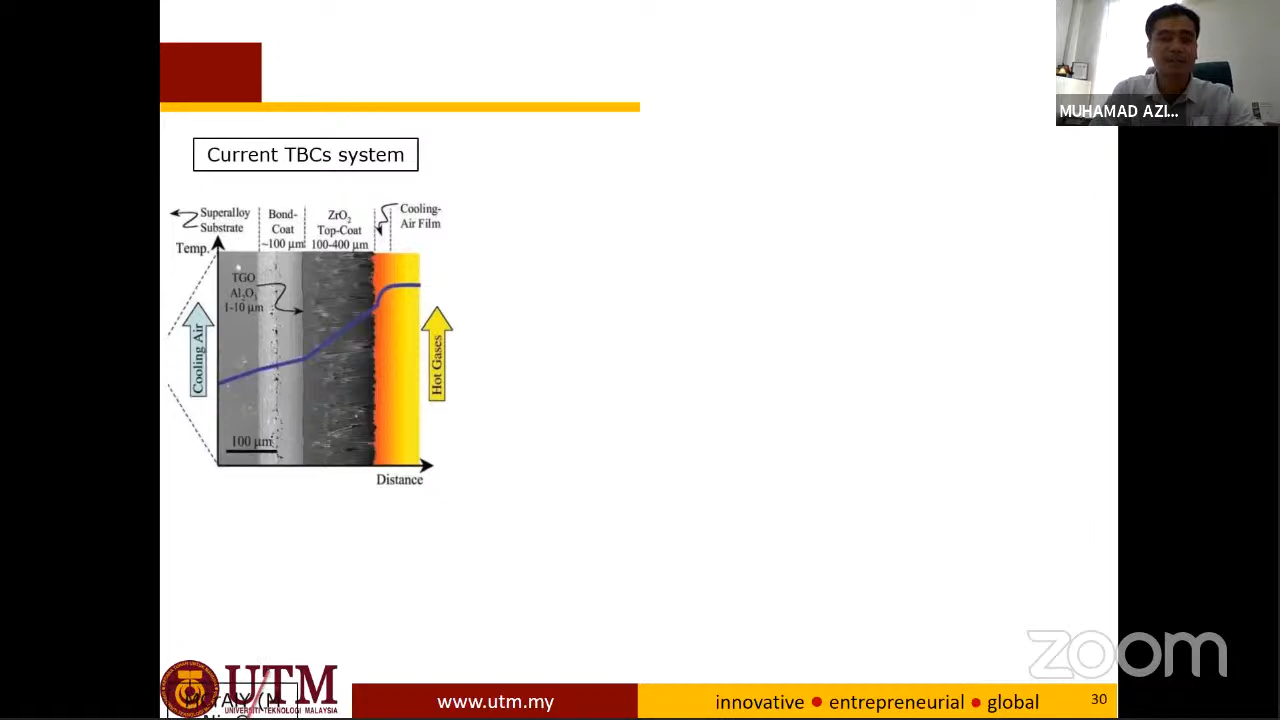 MUHAMAD AZI...
Current TBCs system
Superalloy
Substrate
Bond-
Coat
~100 μm
ZrO2
Top-Coat
100-400 μm
Cooling-
Air Film
Temp.
TGO
Al2O3
1-10 μm
Cooling Air
Hot Gases
100 μm
Distance
UTM
UNIVERSITI TEKNOLOGI MALAYSIA
www.utm.my
innovative ● entrepreneurial ● global
30
zoom